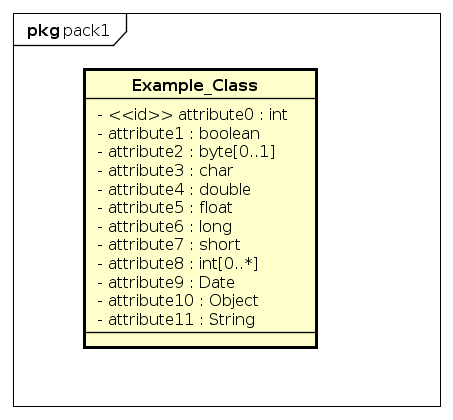 pkg pack1
Example_Class
- <<id>> attribute0 : int
- attribute1 : boolean
- attribute2 : byte[0..1]
- attribute3 : char
- attribute4 : double
- attribute5 : float
- attribute6 : long
- attribute7 : short
- attribute8 : int[0..*]
- attribute9 : Date
- attribute10 : Object
- attribute11 : String